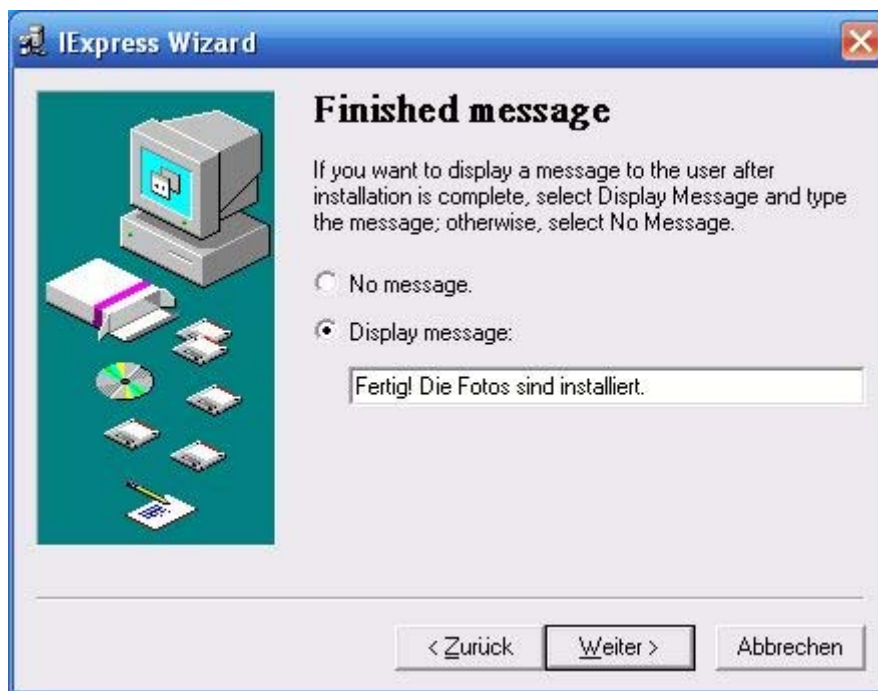 IExpress Wizard
Finished message
If you want to display a message to the user after
installation is complete, select Display Message and type
the message; otherwise, select No Message.
No message.
Display message:
Fertig! Die Fotos sind installiert.
< Zurück
Weiter >
Abbrechen